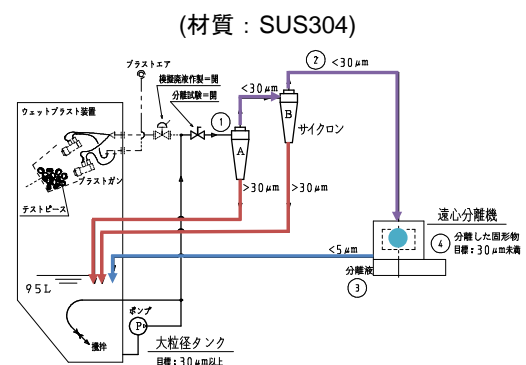 (材質：SUS304)
ブラストエア
模擬廃液作製=開
分離試験=開
ウェットブラスト装置
ブラストガン
テストピース
①
A
<30μm
B
サイクロン
②
<30μm
>30μm
>30μm
遠心分離機
④
分離した固形物
目標：30μm未満
<5μm
分離液
③
95L
撹拌
ポンプ
P
大粒径タンク
目標：30μm以上